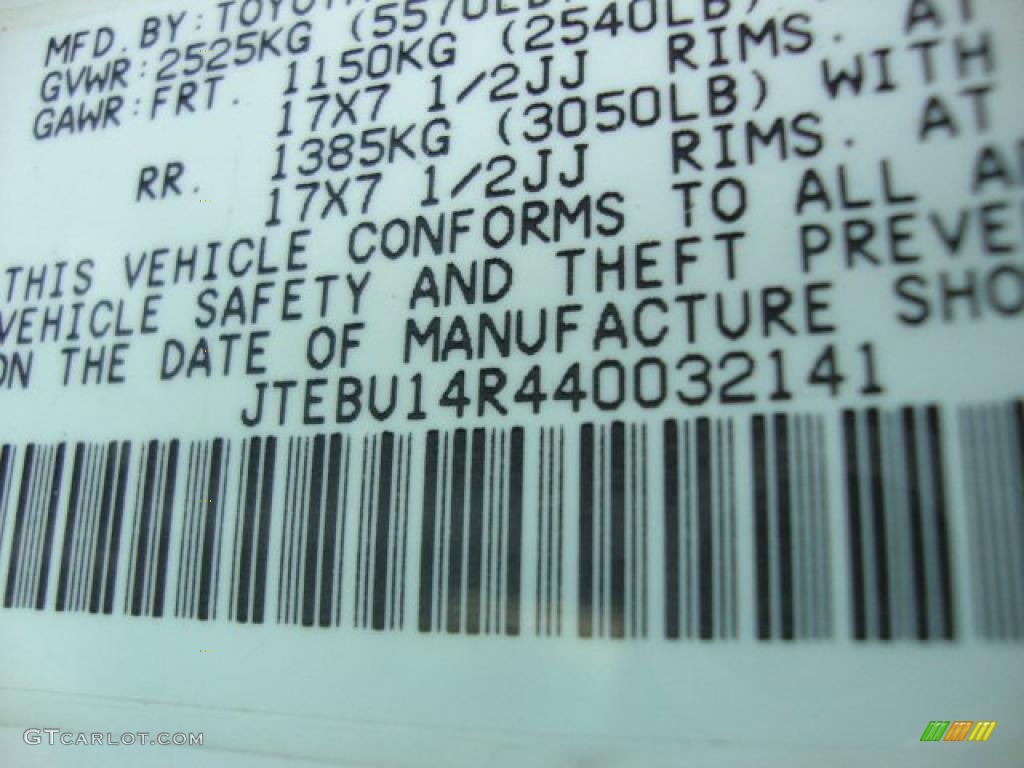 MFD. BY: TOYOT
GVWR: 2525KG (5570LB)
GAWR: FRT. 1150KG (2540LB)
17X7 1/2JJ RIMS. AT
RR. 1385KG (3050LB) WITH
17X7 1/2JJ RIMS. AT
THIS VEHICLE CONFORMS TO ALL A
VEHICLE SAFETY AND THEFT PREVE
ON THE DATE OF MANUFACTURE SHO
JTEBU14R440032141
GTCARLOT.COM